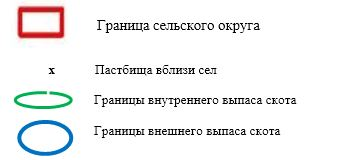 Граница сельского округа
х Пастбища вблизи сел
Границы внутреннего выпаса скота
Границы внешнего выпаса скота